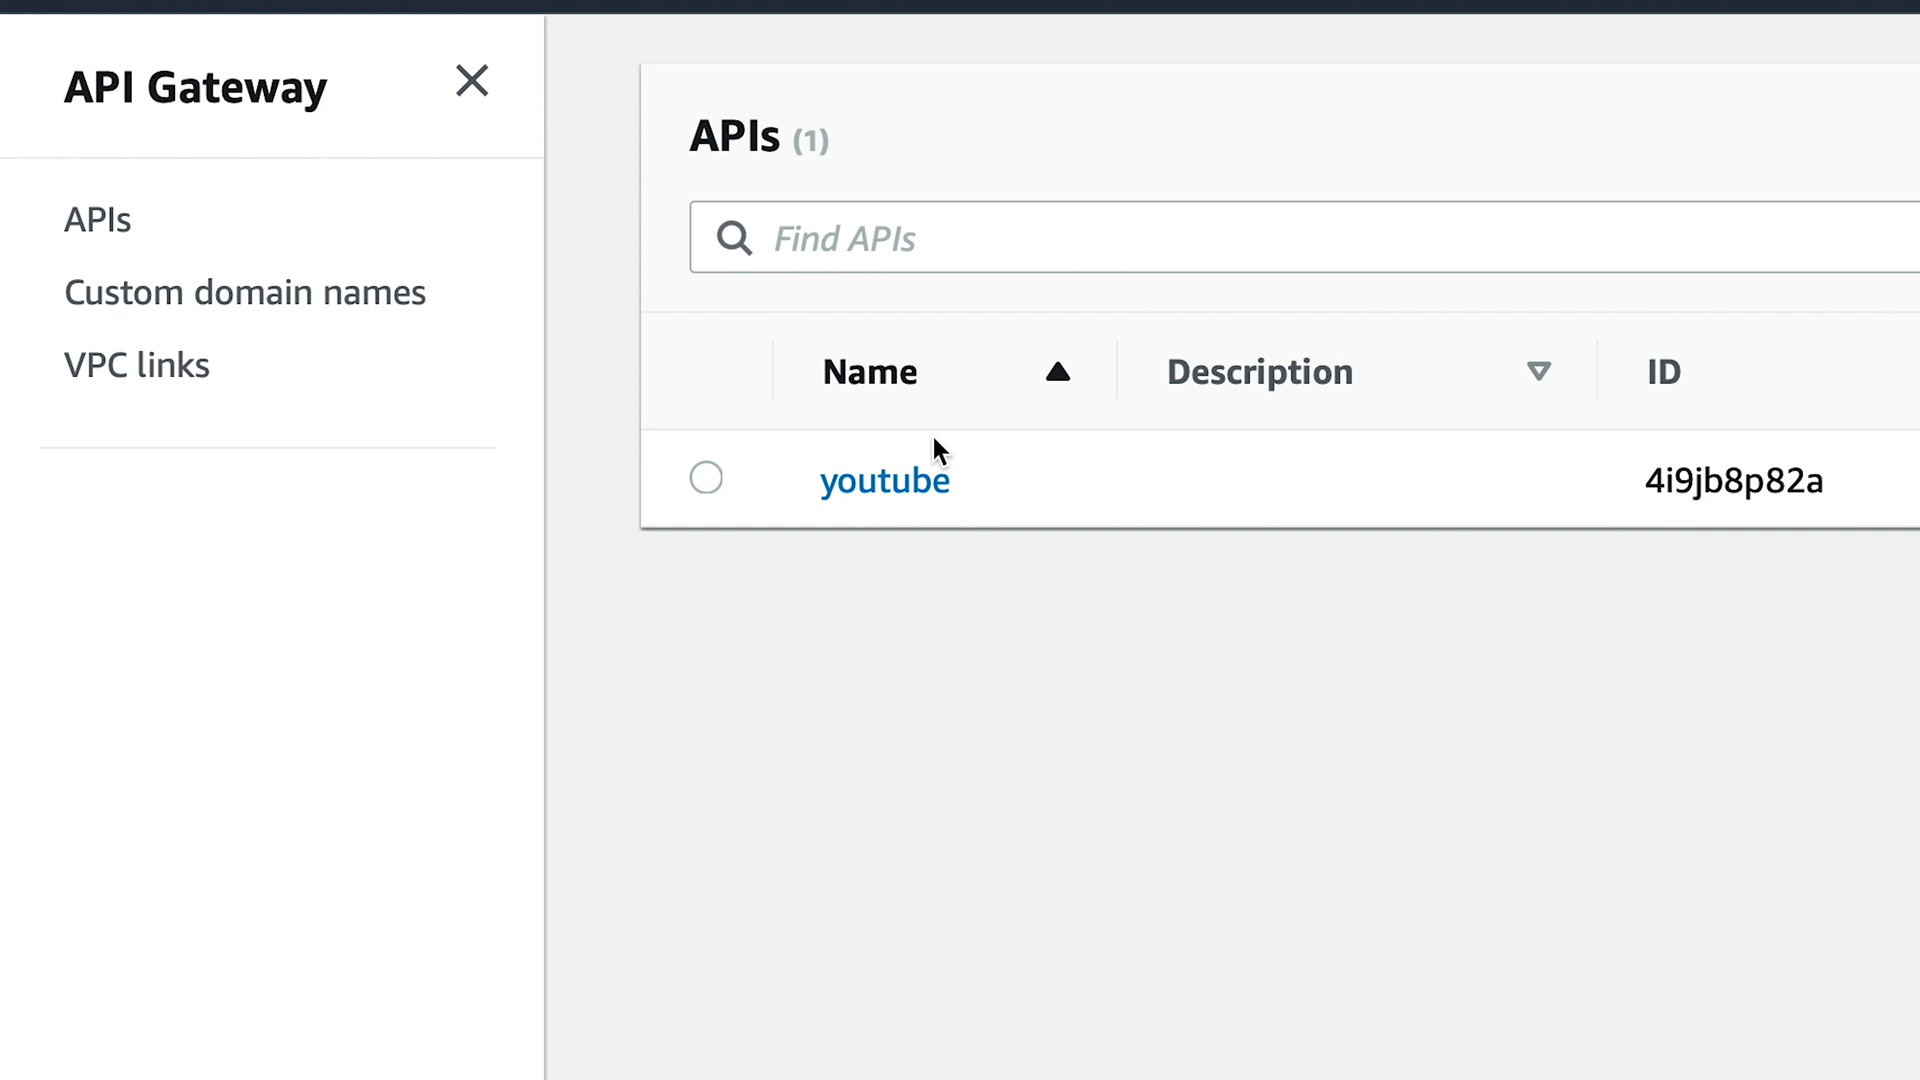 API Gateway
APIs
Custom domain names
VPC links
APIs (1)
Find APIs
Name
Description
ID
youtube
4i9jb8p82a